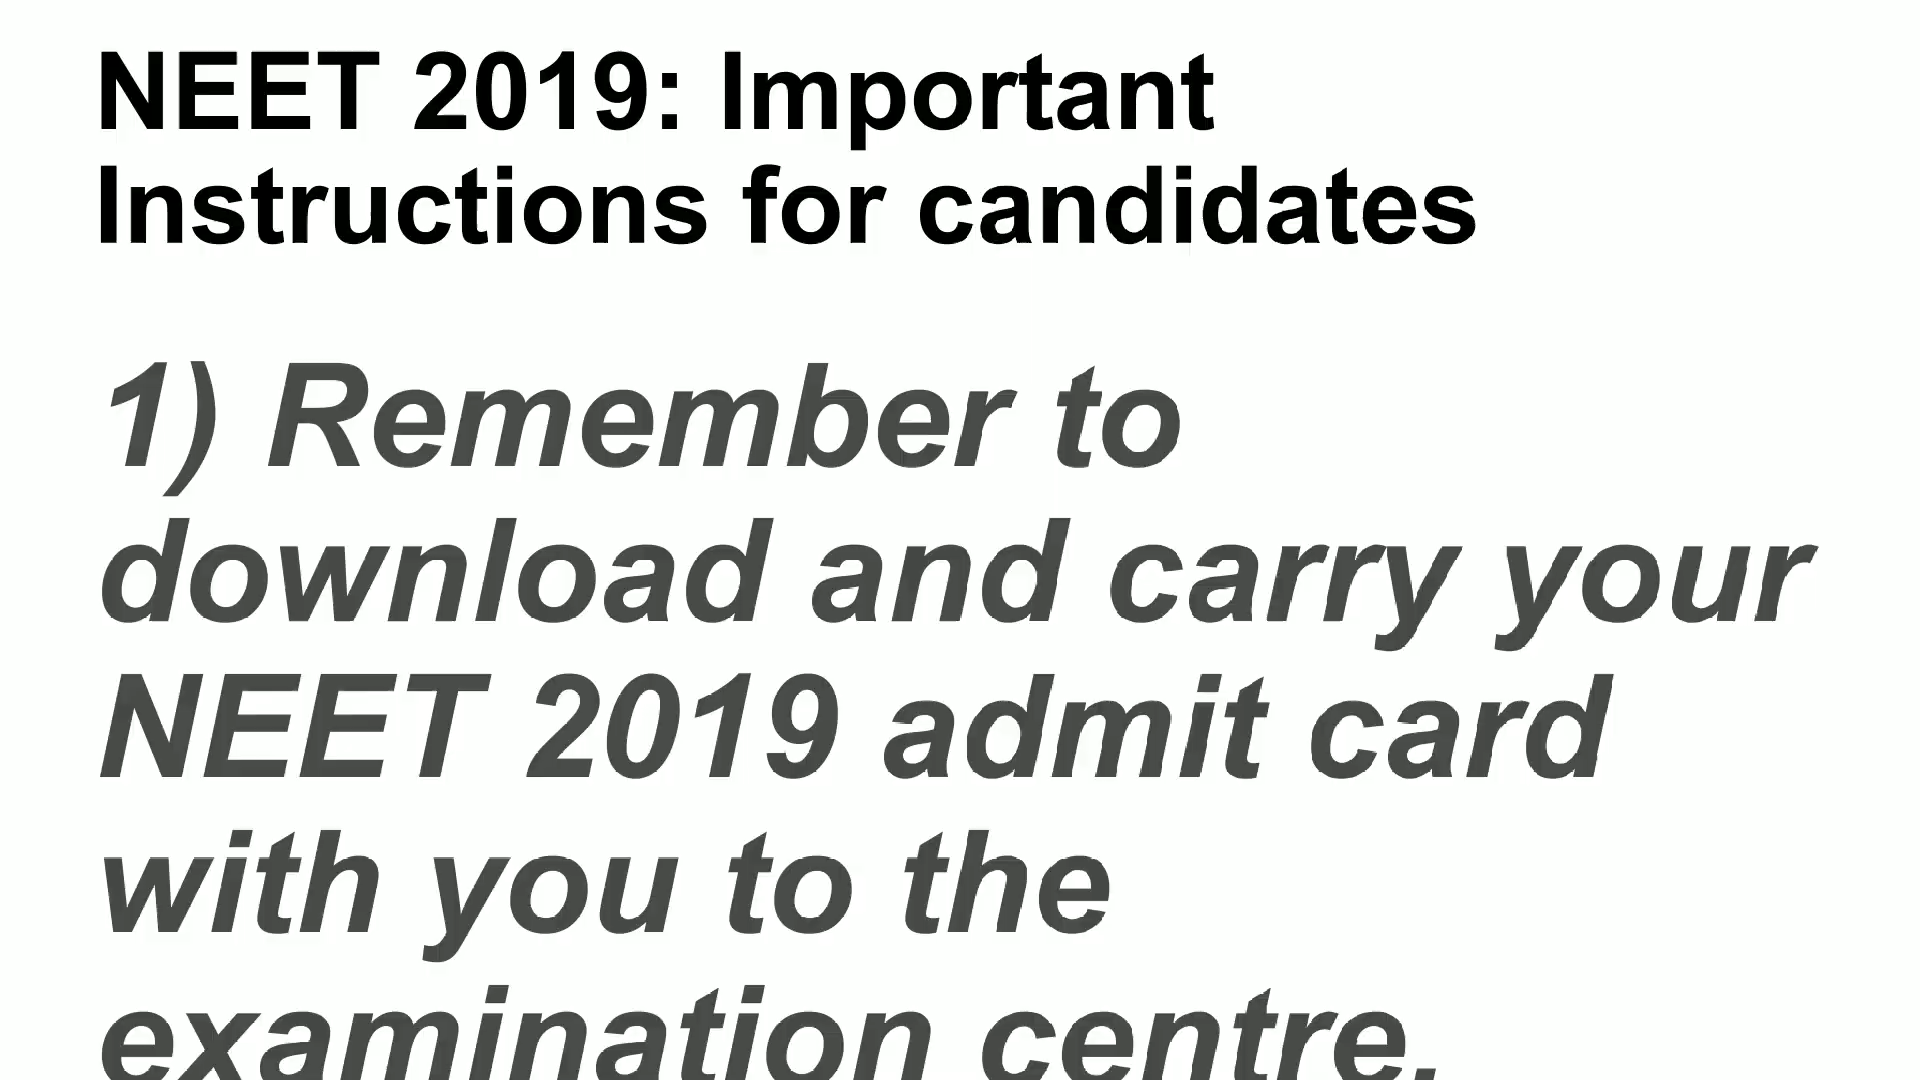 NEET 2019: Important
Instructions for candidates
1) Remember to
download and carry your
NEET 2019 admit card
with you to the
examination centre.